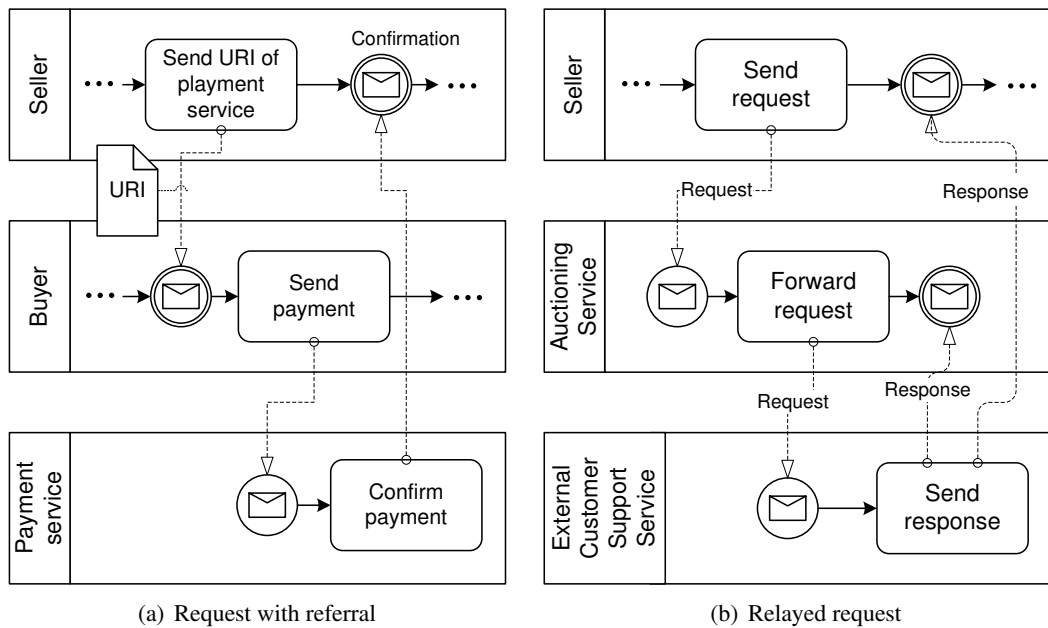 Seller
Send URI of
playment
service
Confirmation
URI
Buyer
Send
payment
Payment
service
Confirm
payment
(a) Request with referral
Seller
Send
request
Request
Response
Auctioning
Service
Forward
request
Request
Response
External
Customer
Support
Service
Send
response
(b) Relayed request